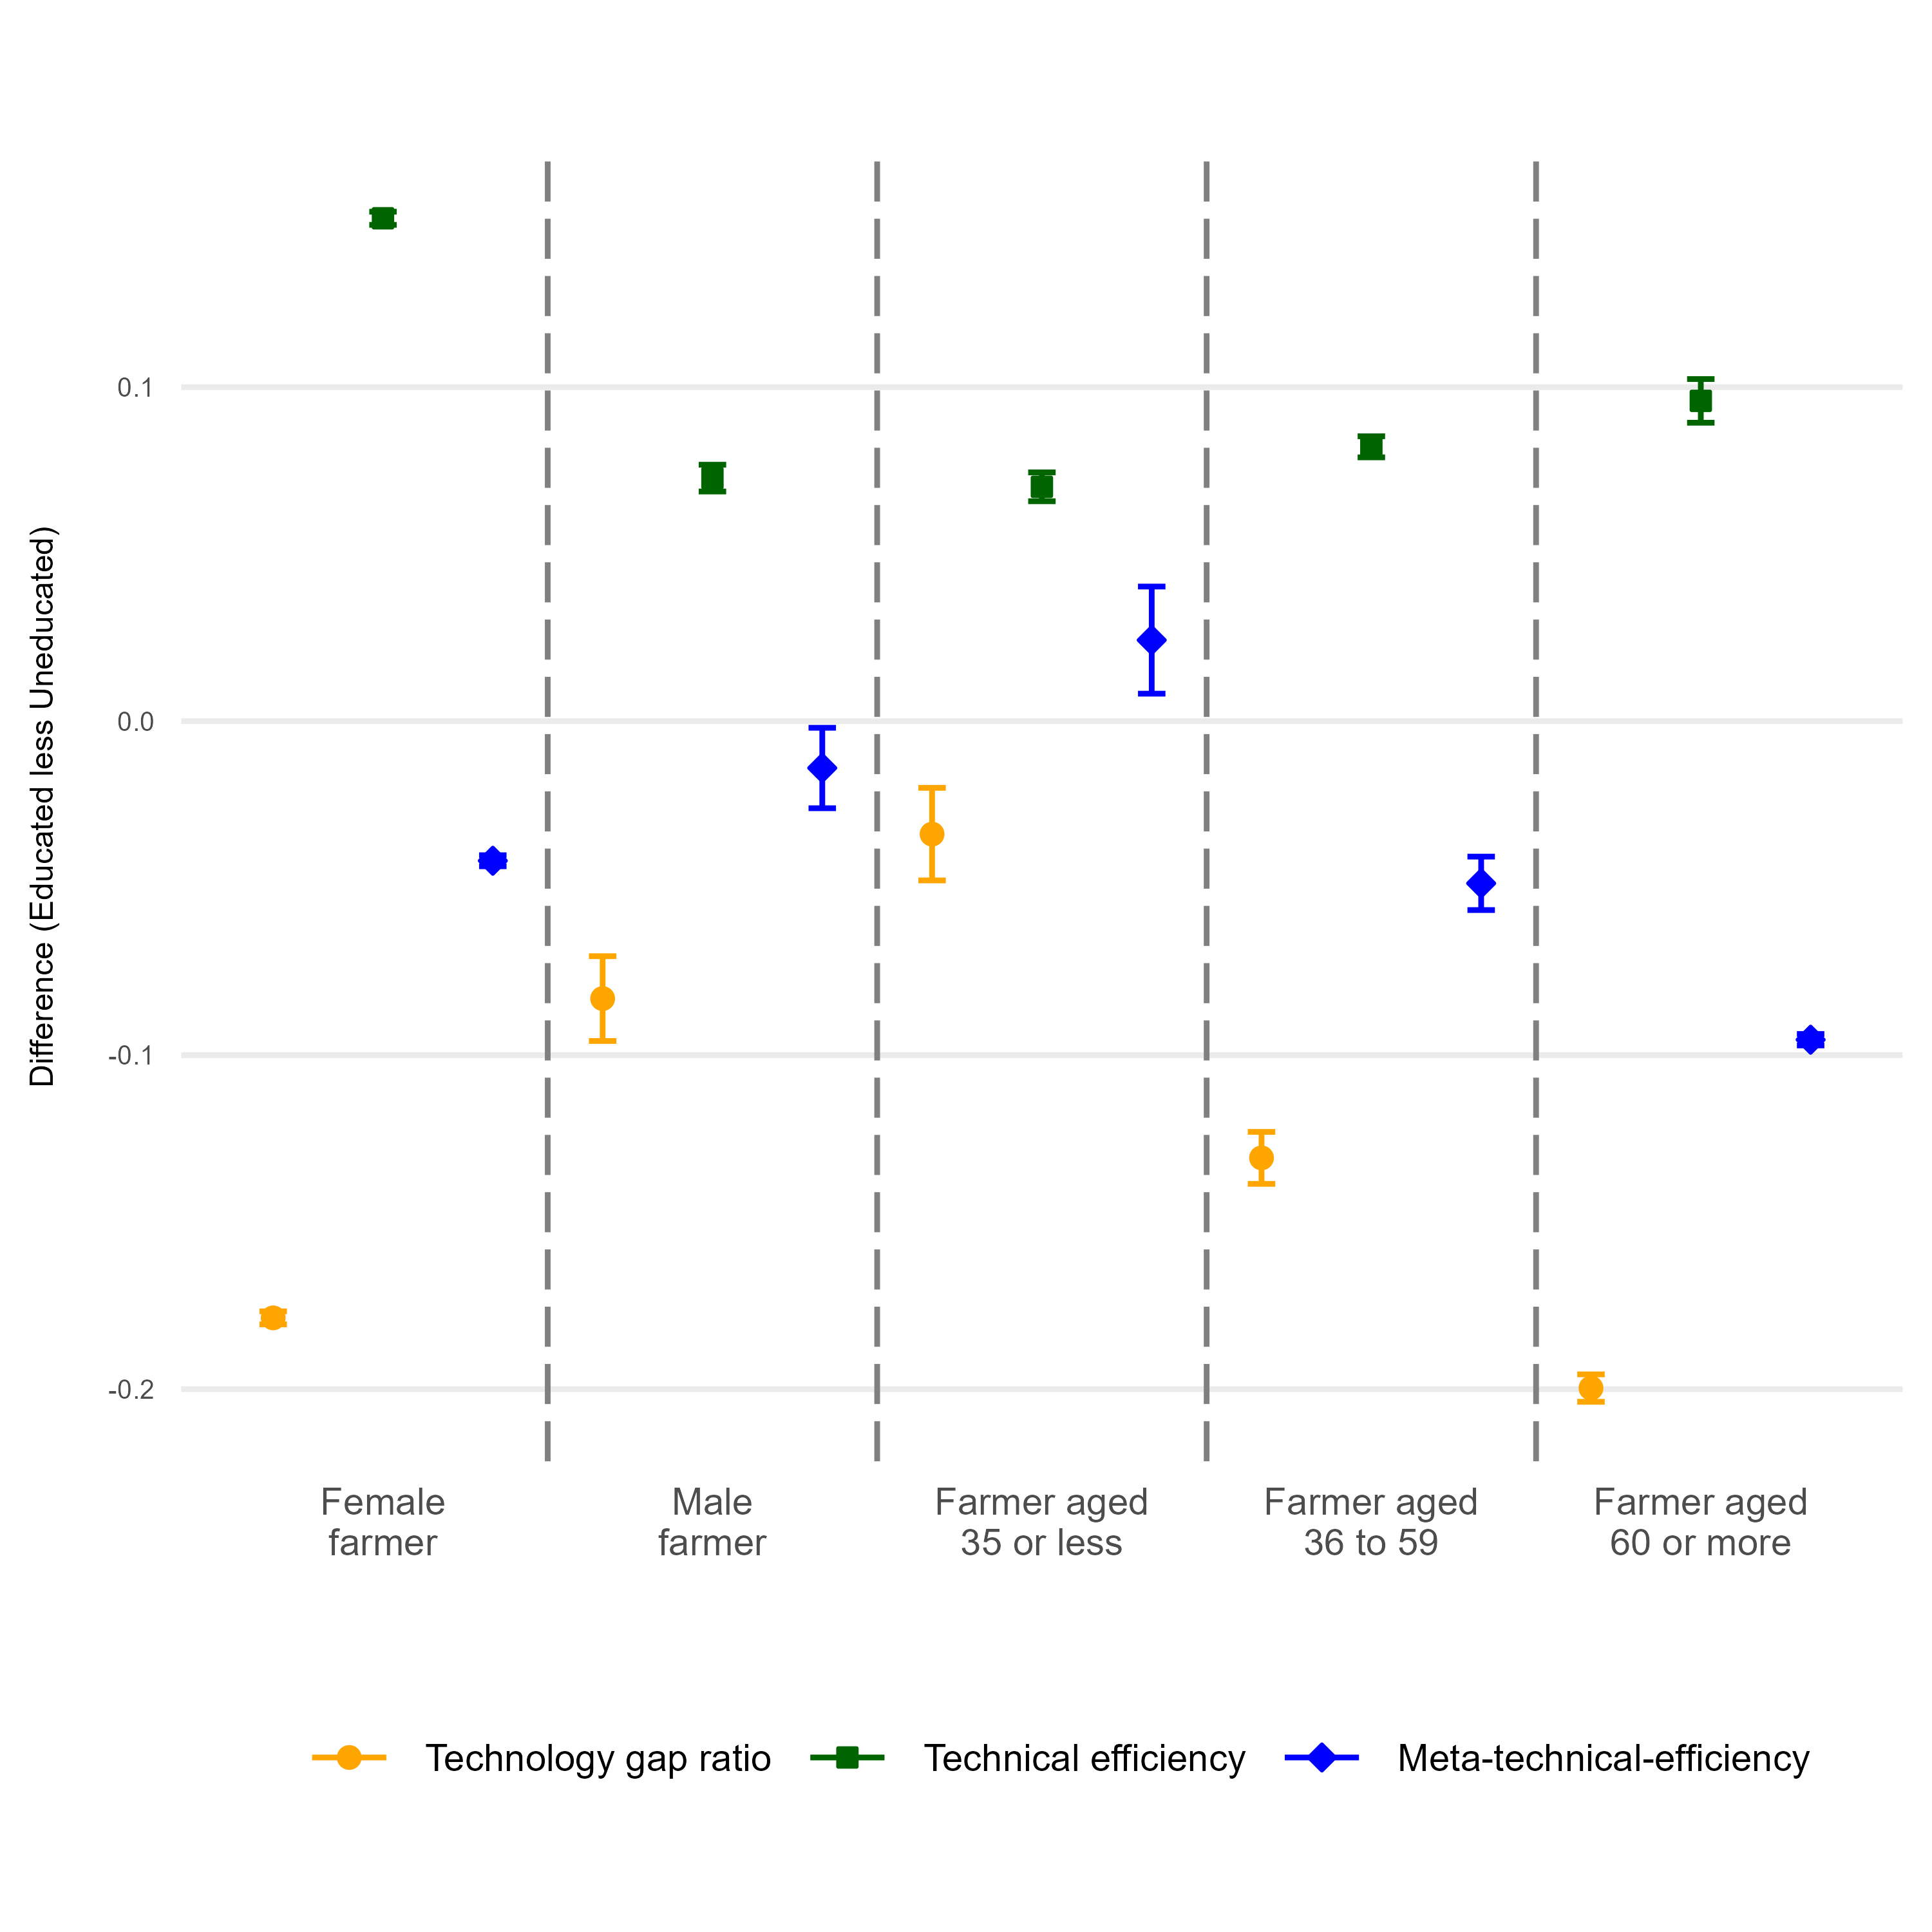 Difference (Educated less Uneducated)
0.1
0.0
-0.1
-0.2
Female
farmer
Male
farmer
Farmer aged
35 or less
Farmer aged
36 to 59
Farmer aged
60 or more
Technology gap ratio
Technical efficiency
Meta-technical-efficiency